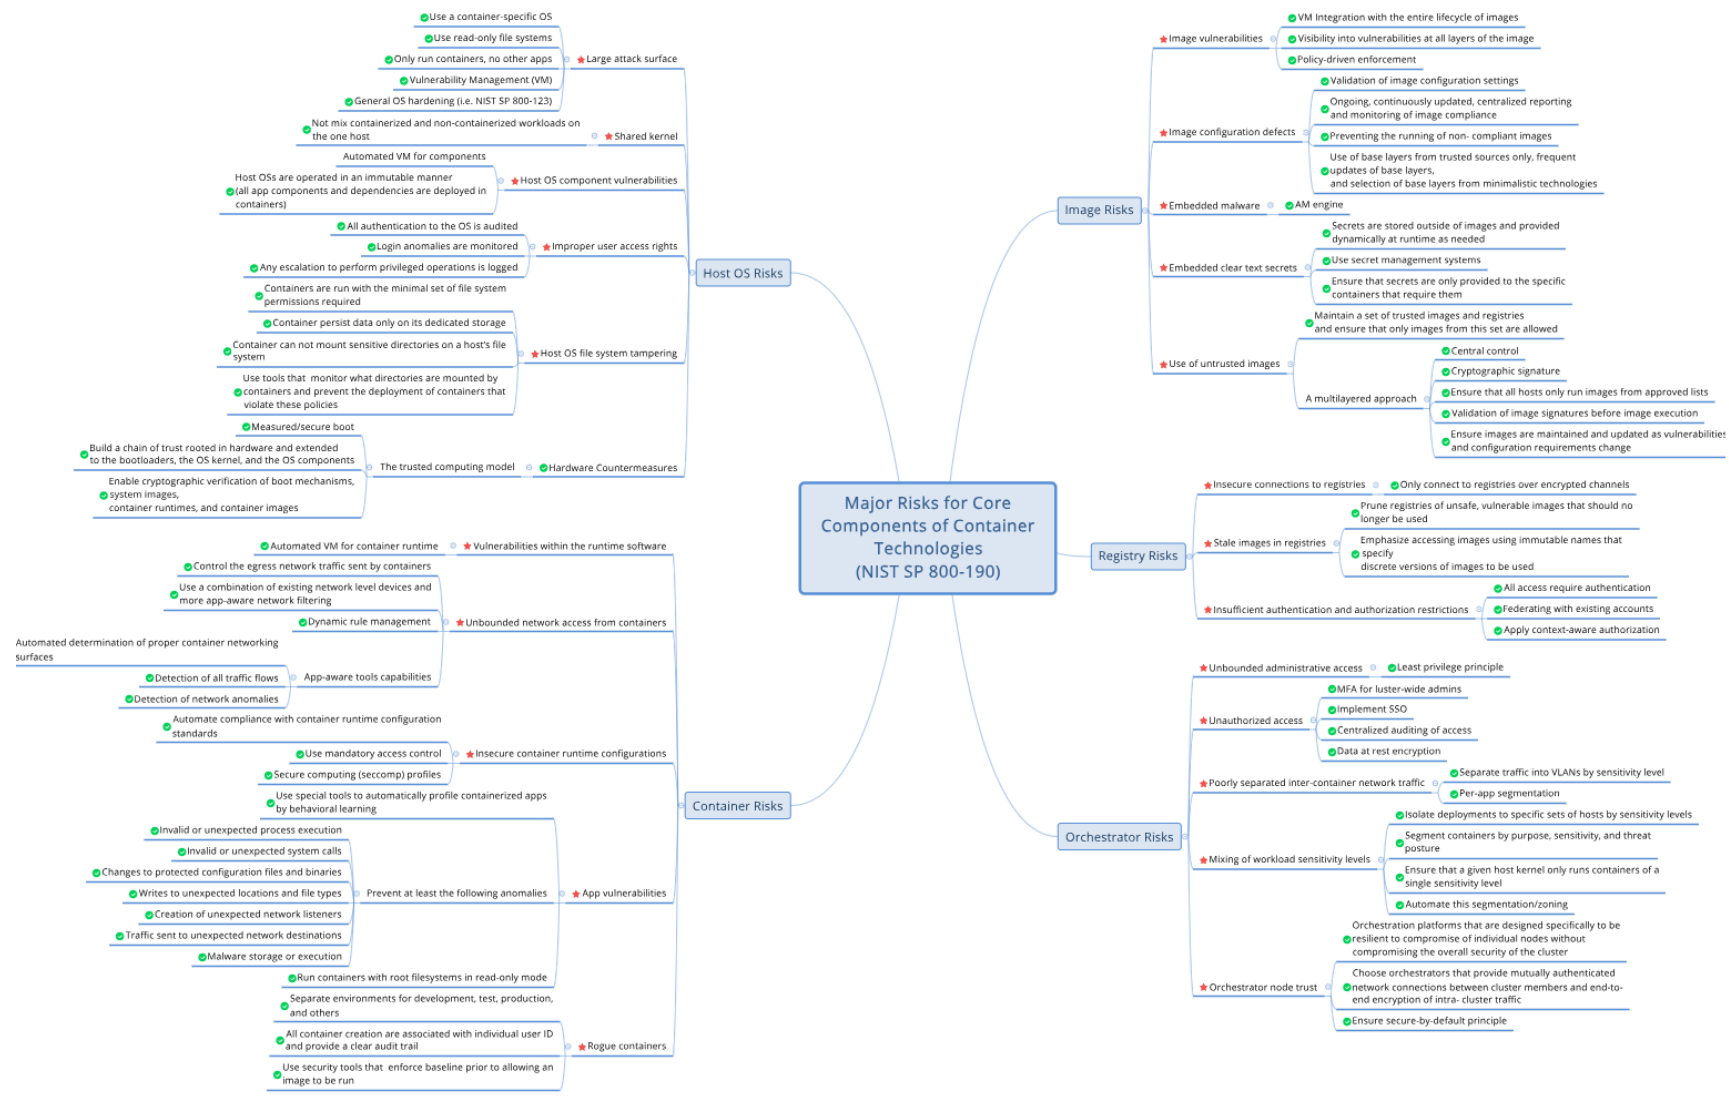 Major Risks for Core
Components of Container
Technologies
(NIST SP 800-190)
Host OS Risks
Large attack surface
Use a container-specific OS
Use read-only file systems
Only run containers, no other apps
Vulnerability Management (VM)
General OS hardening (i.e. NIST SP 800-123)
Shared kernel
Not mix containerized and non-containerized workloads on
the one host
Host OS component vulnerabilities
Automated VM for components
Host OSs are operated in an immutable manner
(all app components and dependencies are deployed in
containers)
Improper user access rights
All authentication to the OS is audited
Login anomalies are monitored
Any escalation to perform privileged operations is logged
Host OS file system tampering
Containers are run with the minimal set of file system
permissions required
Container persist data only on its dedicated storage
Container can not mount sensitive directories on a host's file
system
Use tools that monitor what directories are mounted by
containers and prevent the deployment of containers that
violate these policies
Hardware Countermeasures
The trusted computing model
Measured/secure boot
Build a chain of trust rooted in hardware and extended
to the bootloaders, the OS kernel, and the OS components
Enable cryptographic verification of boot mechanisms,
system images,
container runtimes, and container images
Container Risks
Vulnerabilities within the runtime software
Automated VM for container runtime
Unbounded network access from containers
Control the egress network traffic sent by containers
Use a combination of existing network level devices and
more app-aware network filtering
Dynamic rule management
App-aware tools capabilities
Automated determination of proper container networking
surfaces
Detection of all traffic flows
Detection of network anomalies
Insecure container runtime configurations
Automate compliance with container runtime configuration
standards
Use mandatory access control
Secure computing (seccomp) profiles
App vulnerabilities
Use special tools to automatically profile containerized apps
by behavioral learning
Prevent at least the following anomalies
Invalid or unexpected process execution
Invalid or unexpected system calls
Changes to protected configuration files and binaries
Writes to unexpected locations and file types
Creation of unexpected network listeners
Traffic sent to unexpected network destinations
Malware storage or execution
Run containers with root filesystems in read-only mode
Rogue containers
Separate environments for development, test, production,
and others
All container creation are associated with individual user ID
and provide a clear audit trail
Use security tools that enforce baseline prior to allowing an
image to be run
Image Risks
Image vulnerabilities
VM Integration with the entire lifecycle of images
Visibility into vulnerabilities at all layers of the image
Policy-driven enforcement
Image configuration defects
Validation of image configuration settings
Ongoing, continuously updated, centralized reporting
and monitoring of image compliance
Preventing the running of non- compliant images
Use of base layers from trusted sources only, frequent
updates of base layers,
and selection of base layers from minimalistic technologies
Embedded malware
AM engine
Embedded clear text secrets
Secrets are stored outside of images and provided
dynamically at runtime as needed
Use secret management systems
Ensure that secrets are only provided to the specific
containers that require them
Use of untrusted images
Maintain a set of trusted images and registries
and ensure that only images from this set are allowed
A multilayered approach
Central control
Cryptographic signature
Ensure that all hosts only run images from approved lists
Validation of image signatures before image execution
Ensure images are maintained and updated as vulnerabilities
and configuration requirements change
Registry Risks
Insecure connections to registries
Only connect to registries over encrypted channels
Stale images in registries
Prune registries of unsafe, vulnerable images that should no
longer be used
Emphasize accessing images using immutable names that
specify
discrete versions of images to be used
Insufficient authentication and authorization restrictions
All access require authentication
Federating with existing accounts
Apply context-aware authorization
Orchestrator Risks
Unbounded administrative access
Least privilege principle
Unauthorized access
MFA for luster-wide admins
Implement SSO
Centralized auditing of access
Data at rest encryption
Poorly separated inter-container network traffic
Separate traffic into VLANs by sensitivity level
Per-app segmentation
Mixing of workload sensitivity levels
Isolate deployments to specific sets of hosts by sensitivity levels
Segment containers by purpose, sensitivity, and threat
posture
Ensure that a given host kernel only runs containers of a
single sensitivity level
Automate this segmentation/zoning
Orchestrator node trust
Orchestration platforms that are designed specifically to be
resilient to compromise of individual nodes without
compromising the overall security of the cluster
Choose orchestrators that provide mutually authenticated
network connections between cluster members and end-to-
end encryption of intra- cluster traffic
Ensure secure-by-default principle